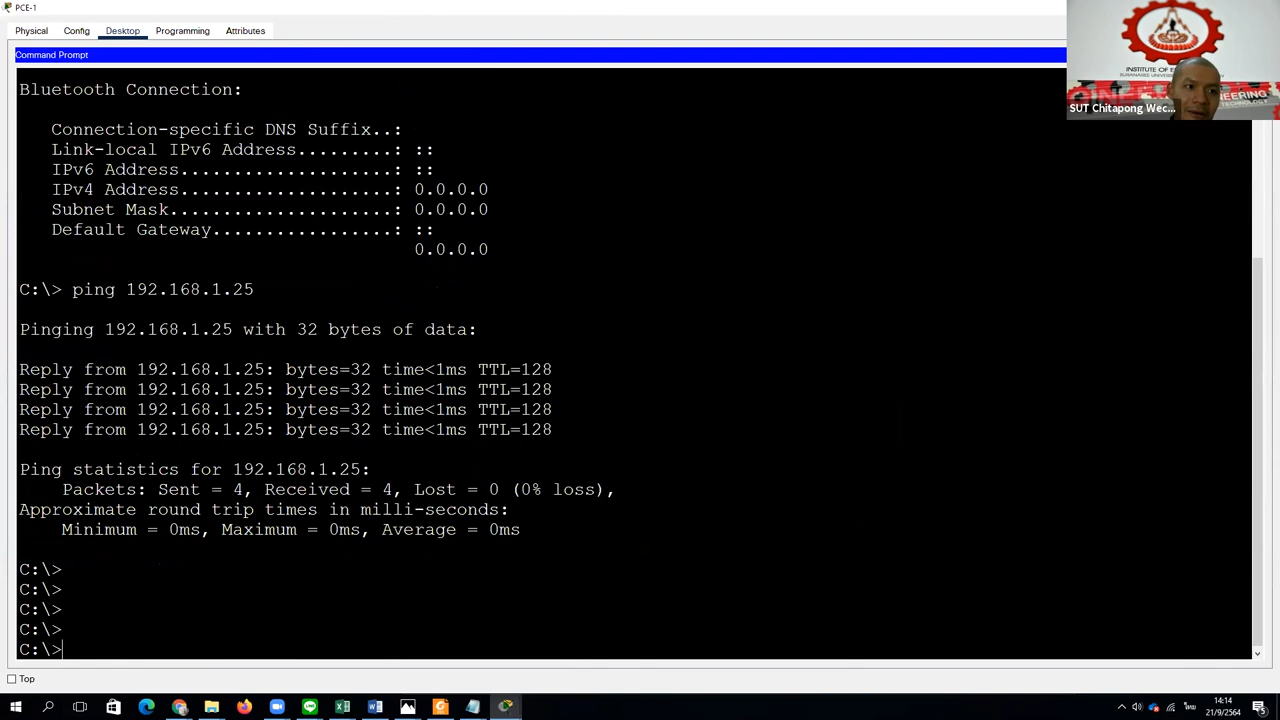 PCE-1
Physical Config Desktop Programming Attributes
Command Prompt
Bluetooth Connection:
Connection-specific DNS Suffix..:
Link-local IPv6 Address.........: ::
IPv6 Address....................: ::
IPv4 Address....................: 0.0.0.0
Subnet Mask.....................: 0.0.0.0
Default Gateway.................: ::
0.0.0.0
C:\> ping 192.168.1.25
Pinging 192.168.1.25 with 32 bytes of data:
Reply from 192.168.1.25: bytes=32 time<1ms TTL=128
Reply from 192.168.1.25: bytes=32 time<1ms TTL=128
Reply from 192.168.1.25: bytes=32 time<1ms TTL=128
Reply from 192.168.1.25: bytes=32 time<1ms TTL=128
Ping statistics for 192.168.1.25:
Packets: Sent = 4, Received = 4, Lost = 0 (0% loss),
Approximate round trip times in milli-seconds:
Minimum = 0ms, Maximum = 0ms, Average = 0ms
C:\>
C:\>
C:\>
C:\>
C:\>
Top
INSTITUTE OF
SUT Chitapong Wec...
ไทย
14:14
21/9/2564